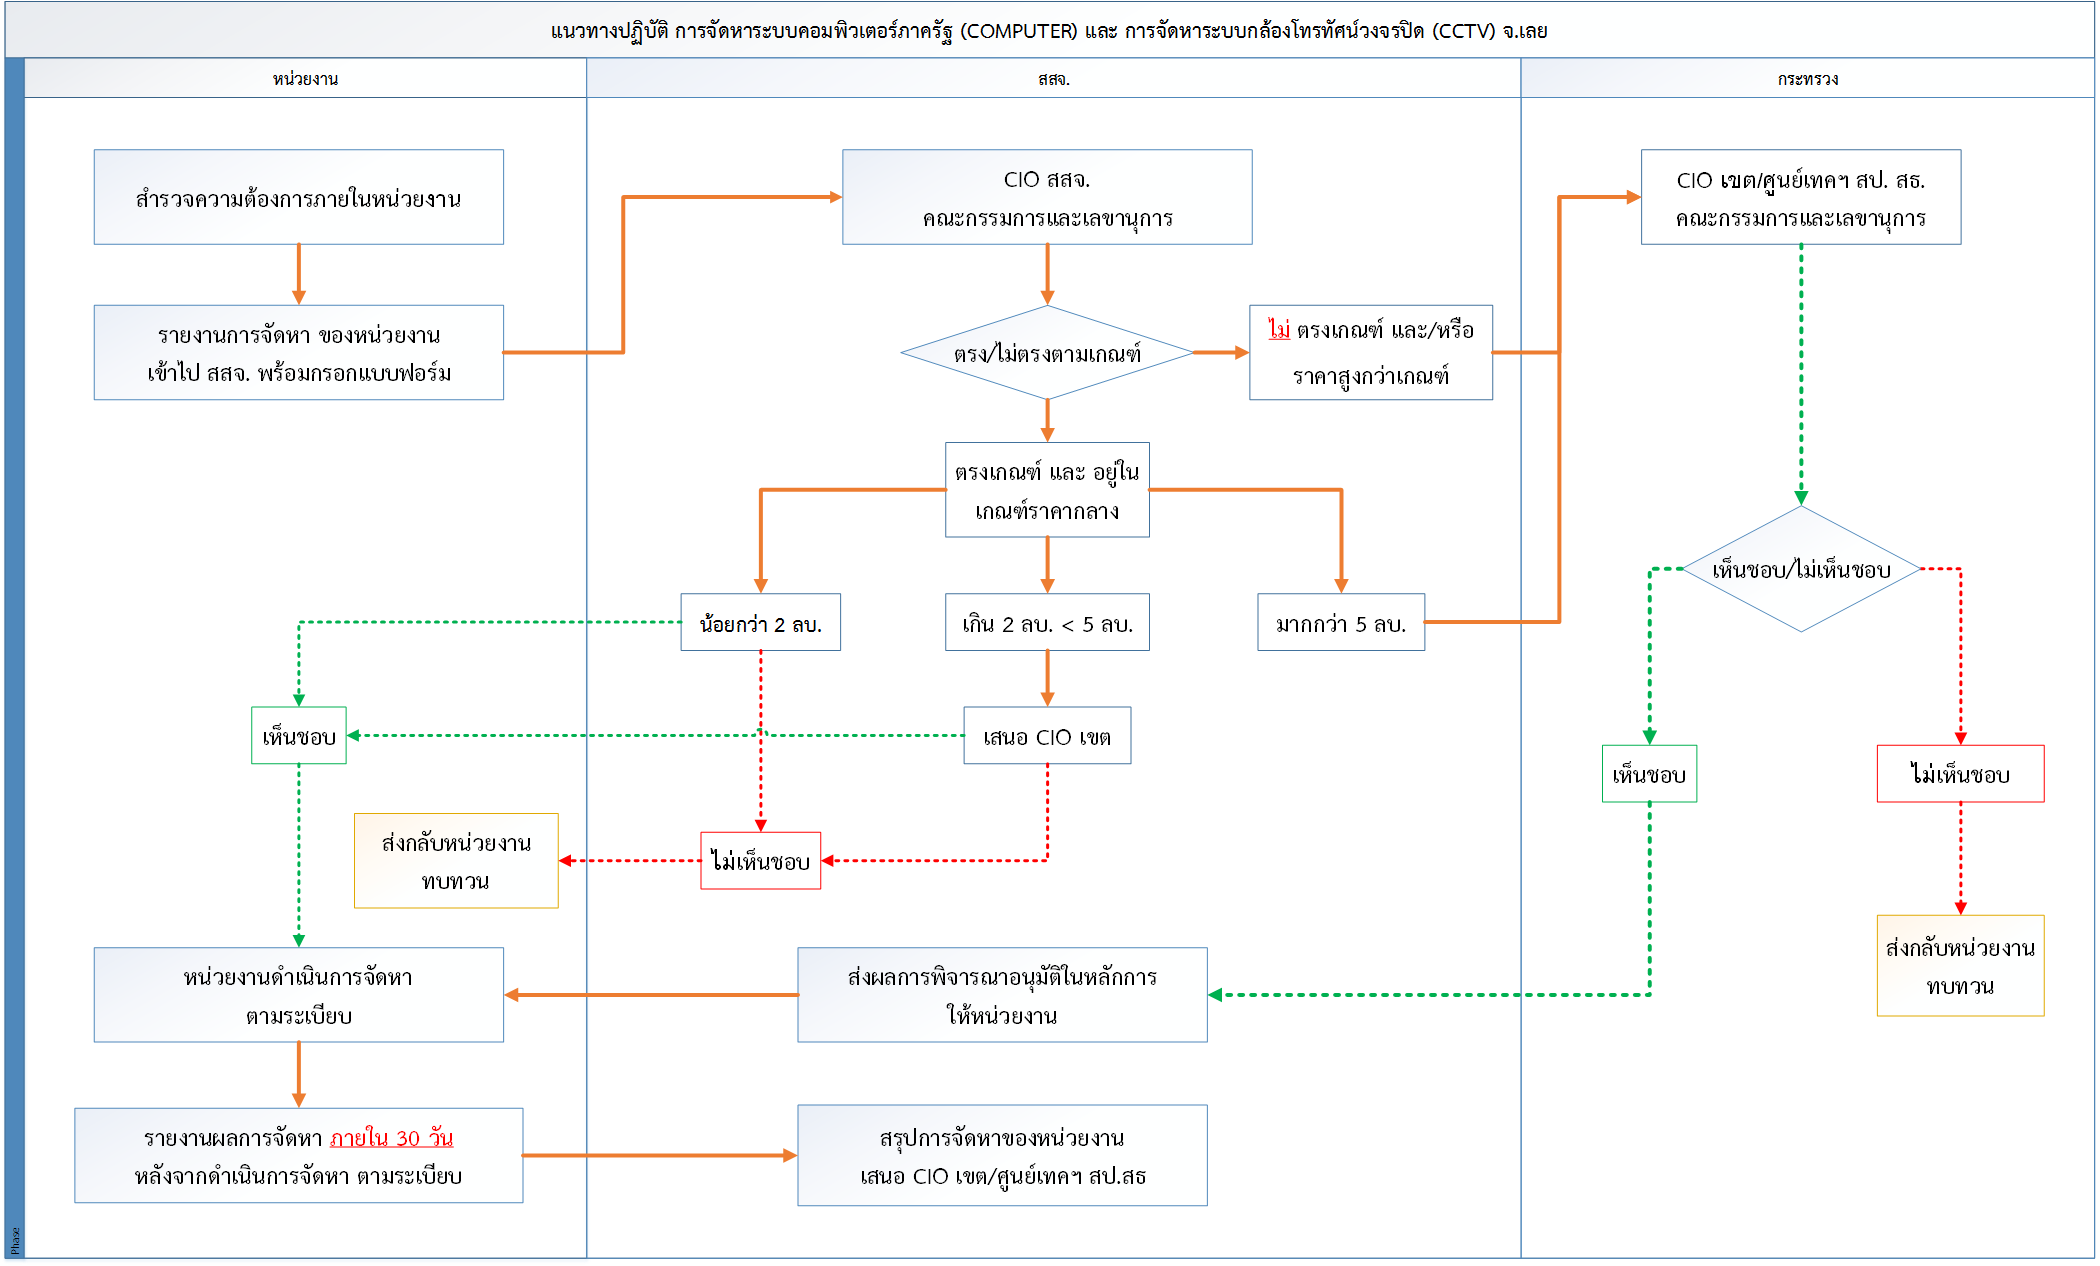 แนวทางปฏิบัติ การจัดหาระบบคอมพิวเตอร์ภาครัฐ (COMPUTER) และ การจัดหาระบบกล้องโทรทัศน์วงจรปิด (CCTV) จ.เลย
หน่วยงาน
สสจ.
กระทรวง
สำรวจความต้องการภายในหน่วยงาน
CIO สสจ.
คณะกรรมการและเลขานุการ
CIO เขต/ศูนย์เทคฯ สป. สธ.
คณะกรรมการและเลขานุการ
รายงานการจัดหา ของหน่วยงาน
เข้าไป สสจ. พร้อมกรอกแบบฟอร์ม
ตรง/ไม่ตรงตามเกณฑ์
ไม่ ตรงเกณฑ์ และ/หรือ
ราคาสูงกว่าเกณฑ์
ตรงเกณฑ์ และ อยู่ใน
เกณฑ์ราคากลาง
เห็นชอบ/ไม่เห็นชอบ
น้อยกว่า 2 ลบ.
เกิน 2 ลบ. < 5 ลบ.
มากกว่า 5 ลบ.
เห็นชอบ
เสนอ CIO เขต
เห็นชอบ
ไม่เห็นชอบ
ส่งกลับหน่วยงาน
ทบทวน
ไม่เห็นชอบ
หน่วยงานดำเนินการจัดหา
ตามระเบียบ
ส่งผลการพิจารณาอนุมัติในหลักการ
ให้หน่วยงาน
ส่งกลับหน่วยงาน
ทบทวน
รายงานผลการจัดหา ภายใน 30 วัน
หลังจากดำเนินการจัดหา ตามระเบียบ
สรุปการจัดหาของหน่วยงาน
เสนอ CIO เขต/ศูนย์เทคฯ สป.สธ
Phase